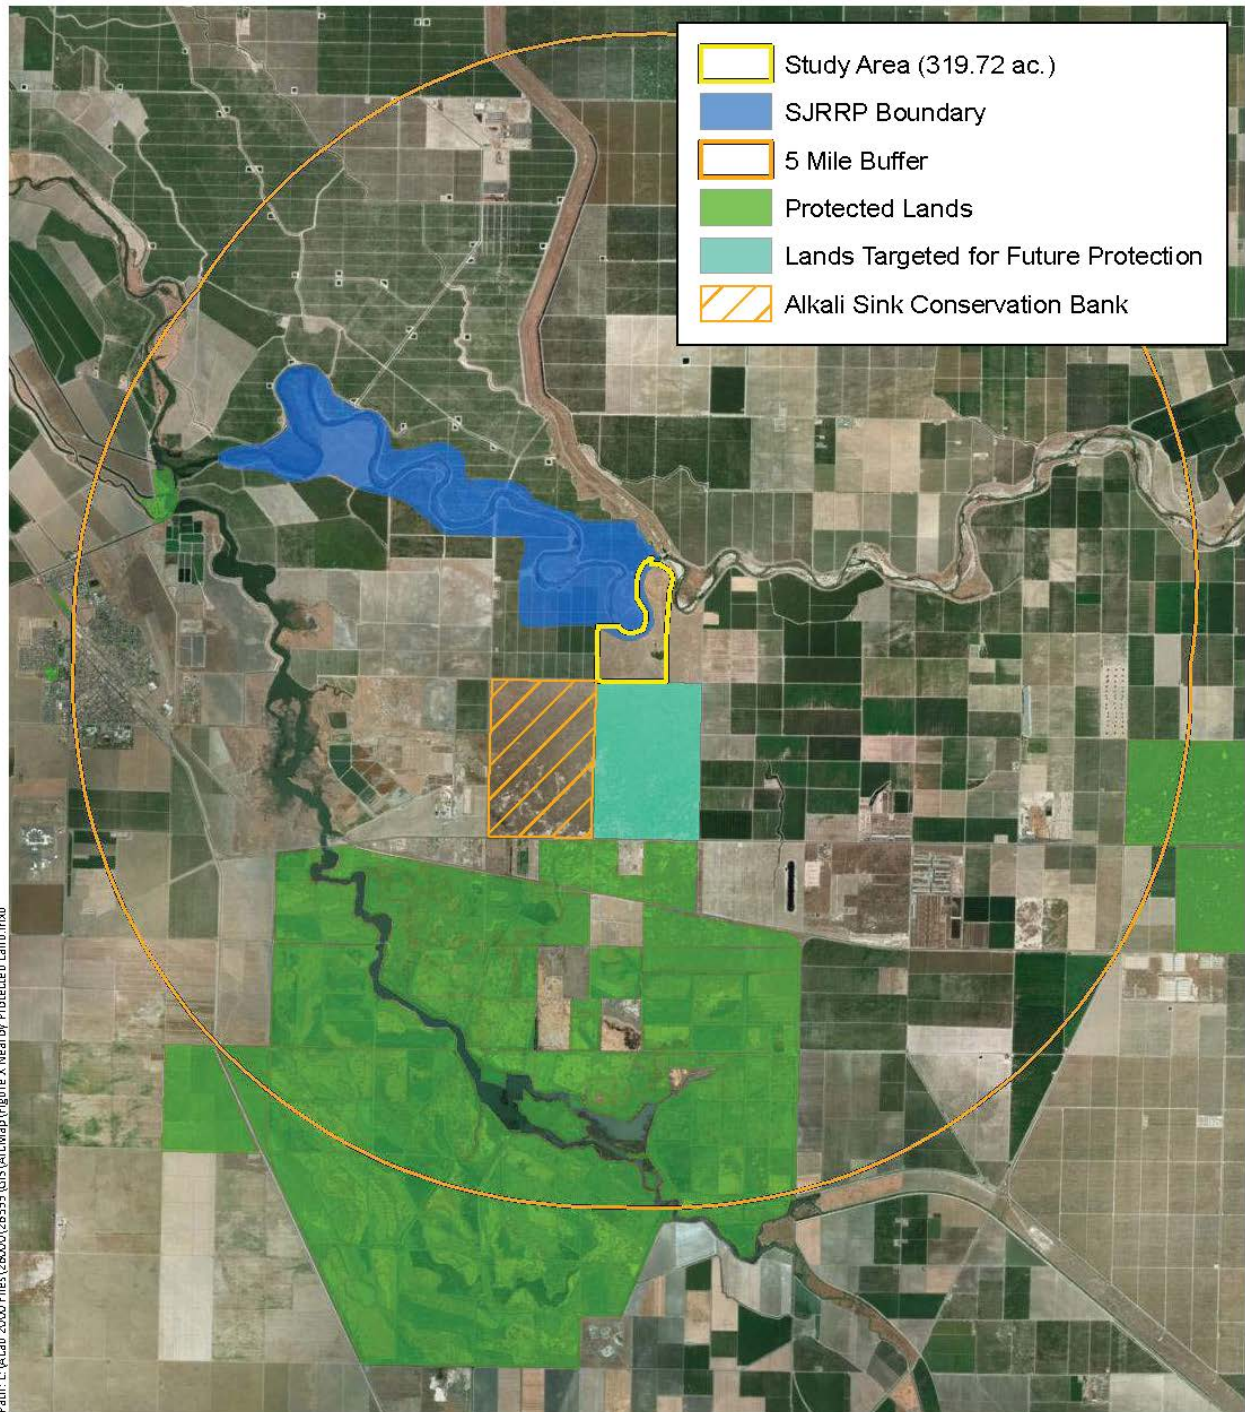 Study Area (319.72 ac.)
SJRRP Boundary
5 Mile Buffer
Protected Lands
Lands Targeted for Future Protection
Alkali Sink Conservation Bank